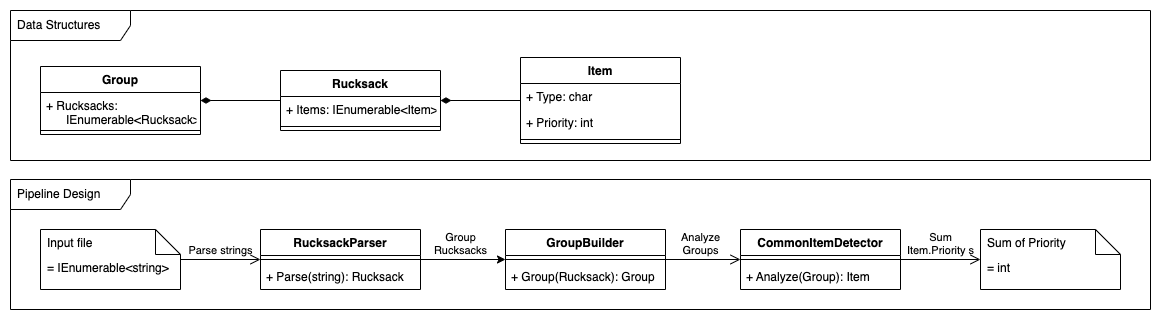 Data Structures
Group
+ Rucksacks:
IEnumerable<Rucksack>
Rucksack
+ Items: IEnumerable<Item>
Item
+ Type: char
+ Priority: int
Pipeline Design
Input file
= IEnumerable<string>
Parse strings
RucksackParser
+ Parse(string): Rucksack
Group
Rucksacks
GroupBuilder
+ Group(Rucksack): Group
Analyze
Groups
CommonItemDetector
+ Analyze(Group): Item
Sum
Item.Priority s
Sum of Priority
= int